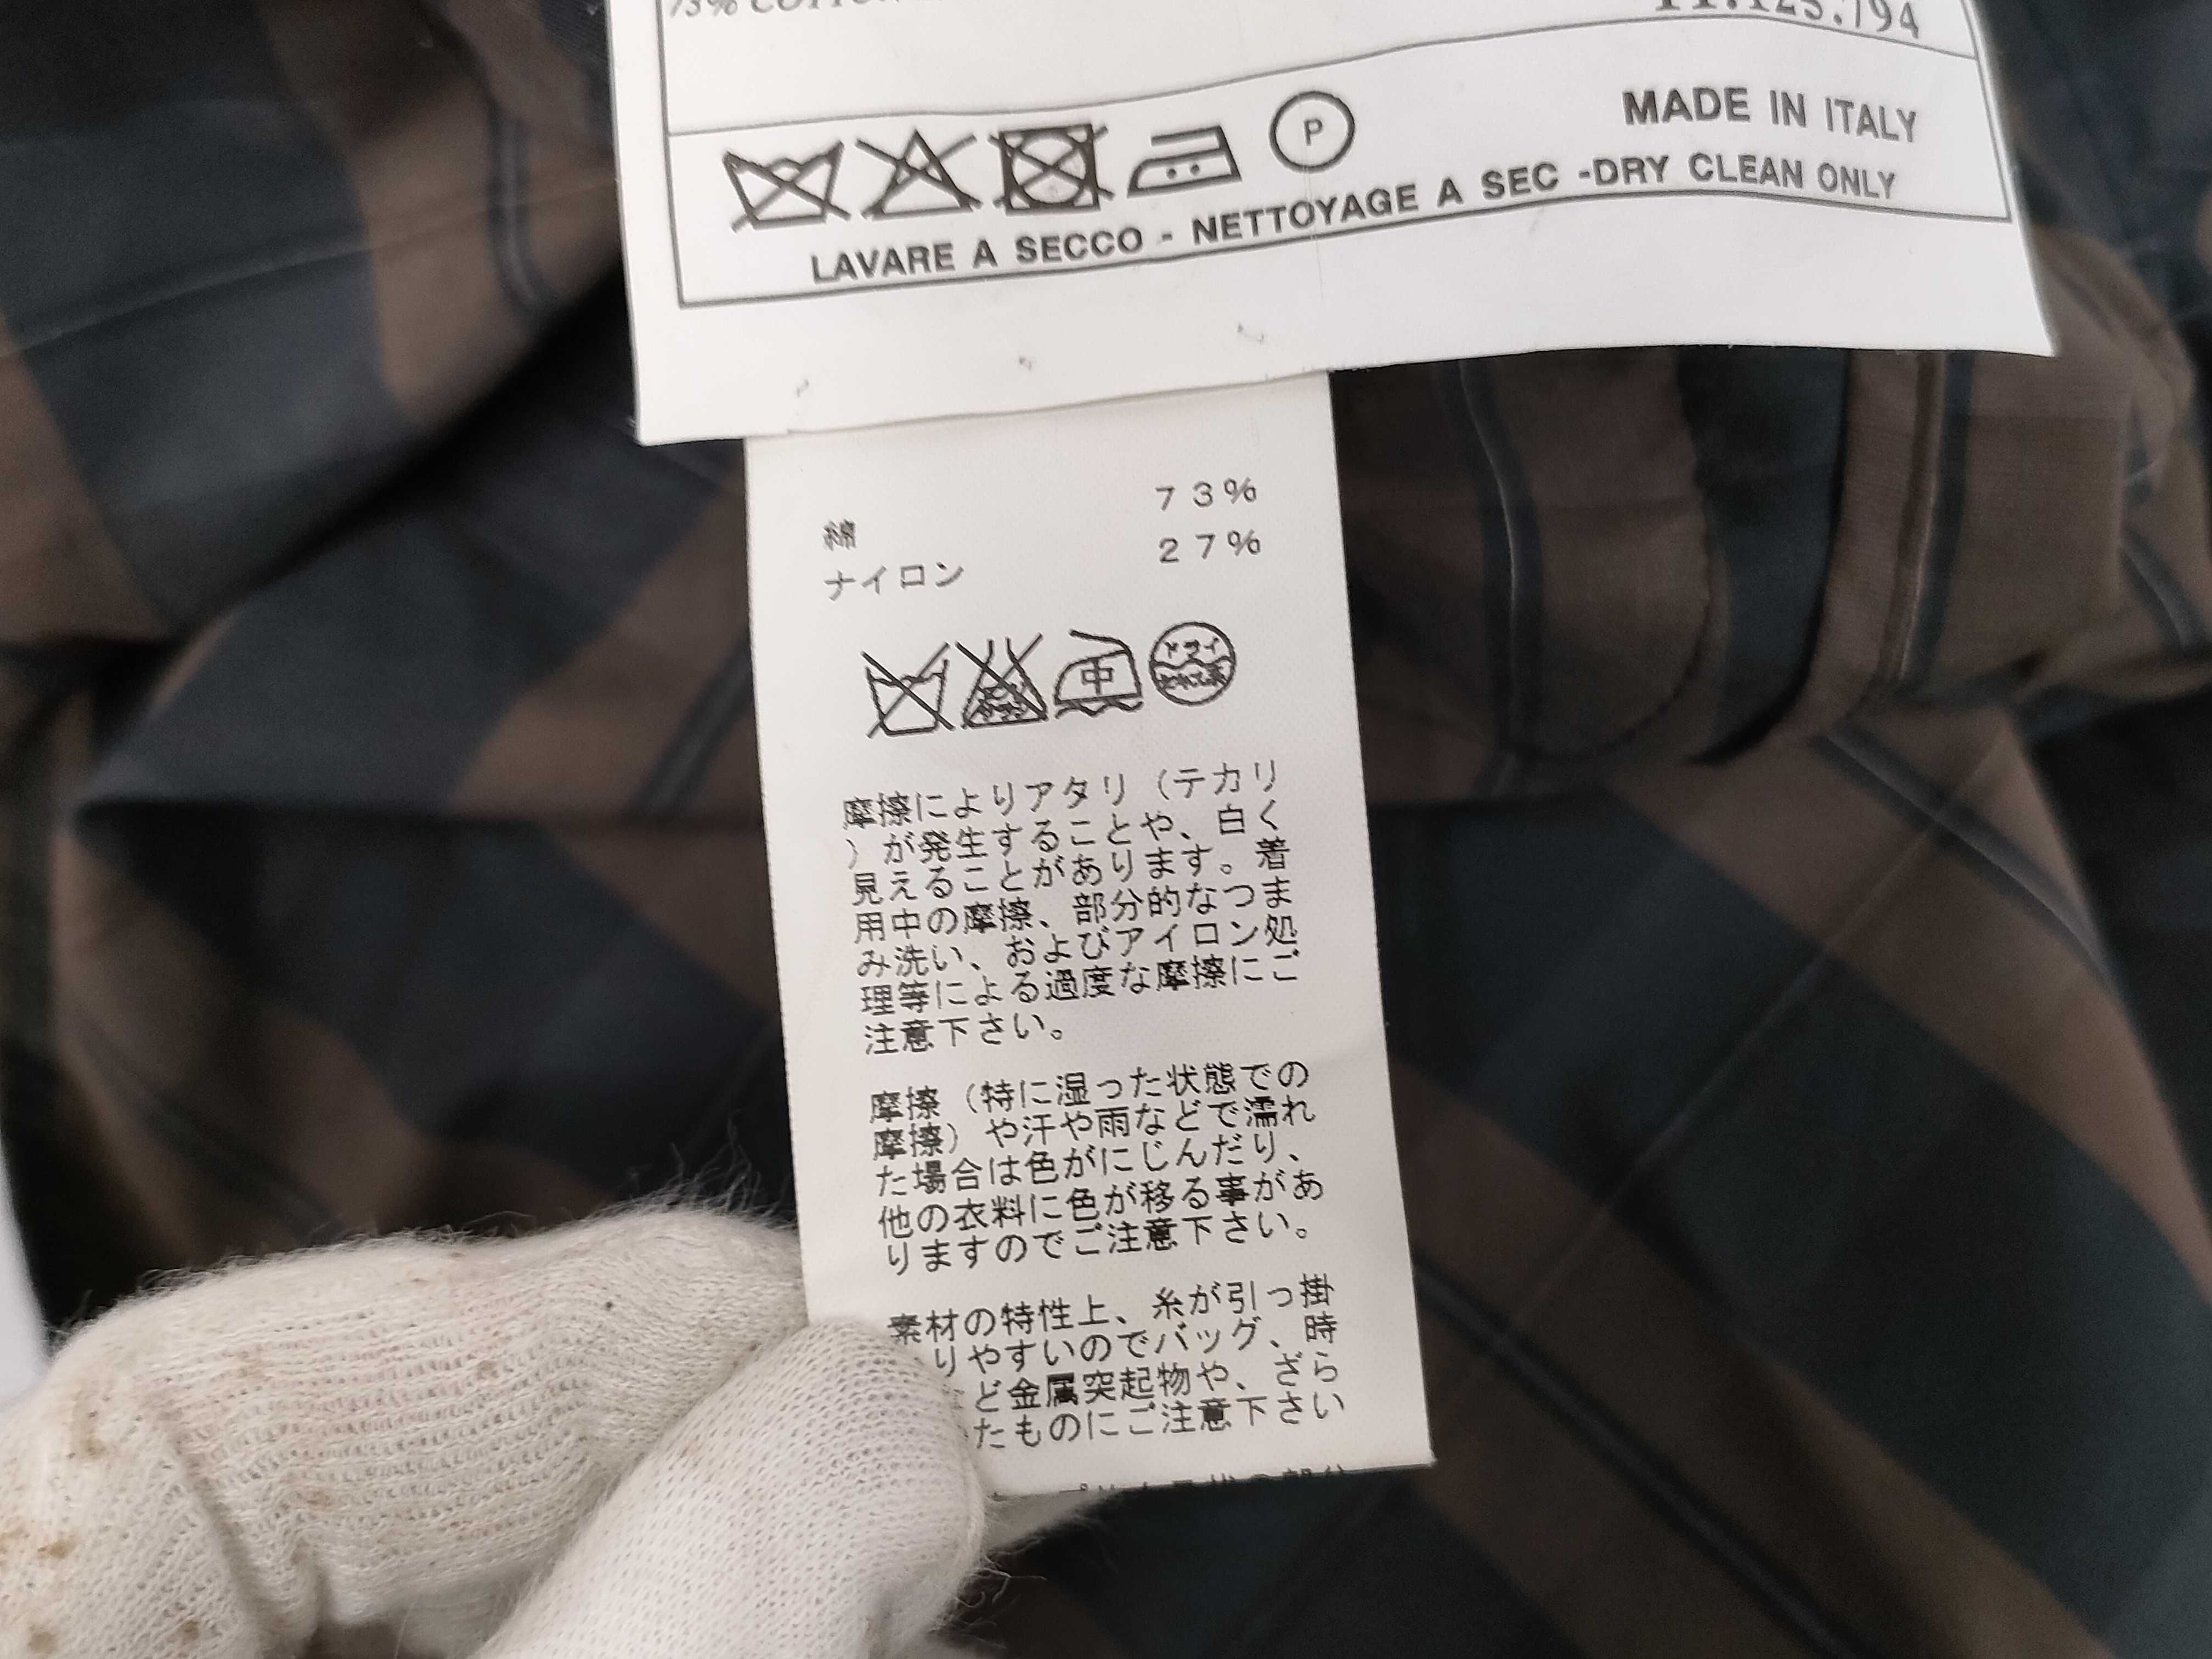 73% COTTON
11.123.794
MADE IN ITALY
P
LAVARE A SECCO - NETTOYAGE A SEC -DRY CLEAN ONLY
綿 73%
ナイロン 27%
中
ドライ
摩擦によりアタリ（テカリ
）が発生することや、白く
見えることがあります。着
用中の摩擦、部分的なつま
み洗い、およびアイロン処
理等による過度な摩擦にご
注意下さい。
摩擦（特に湿った状態での
摩擦）や汗や雨などで濡れ
た場合は色がにじんだり、
他の衣料に色が移る事があ
りますのでご注意下さい。
素材の特性上、糸が引っ掛
りやすいのでバッグ、時
ど金属突起物や、ざら
たものにご注意下さい